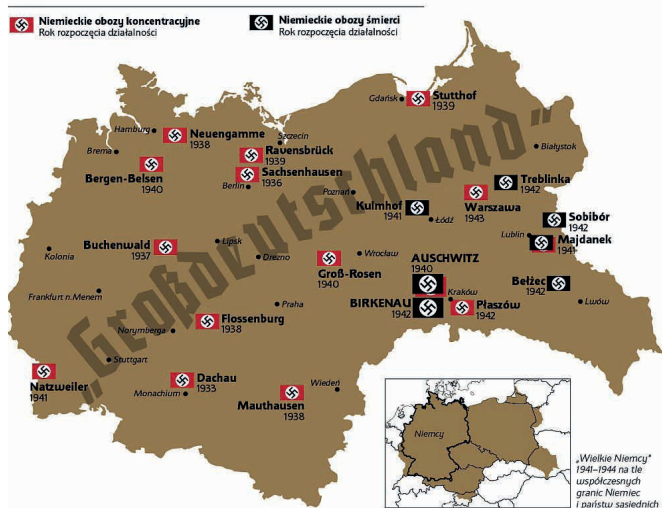 Niemieckie obozy koncentracyjne
Rok rozpoczęcia działalności
Niemieckie obozy śmierci
Rok rozpoczęcia działalności
„Großdeutschland”
Gdańsk
Stutthof
1939
Hamburg
Neuengamme
1938
Szczecin
Brema
Ravensbrück
1939
Białystok
Bergen-Belsen
1940
Sachsenhausen
1936
Berlin
Poznań
Treblinka
1942
Kulmhof
1941
Łódź
Warszawa
1943
Sobibór
1942
Lublin
Majdanek
1941
Kolonia
Buchenwald
1937
Lipsk
Drezno
Wrocław
Groß-Rosen
1940
AUSCHWITZ
1940
Bełżec
1942
Frankfurt n.Menem
Praha
Kraków
BIRKENAU
1942
Płaszów
1942
Lwów
Norymberga
Flossenburg
1938
Stuttgart
Natzweiler
1941
Dachau
1933
Monachium
Wiedeń
Mauthausen
1938
Niemcy
„Wielkie Niemcy”
1941–1944 na tle
współczesnych
granic Niemiec
i państw sąsiednich